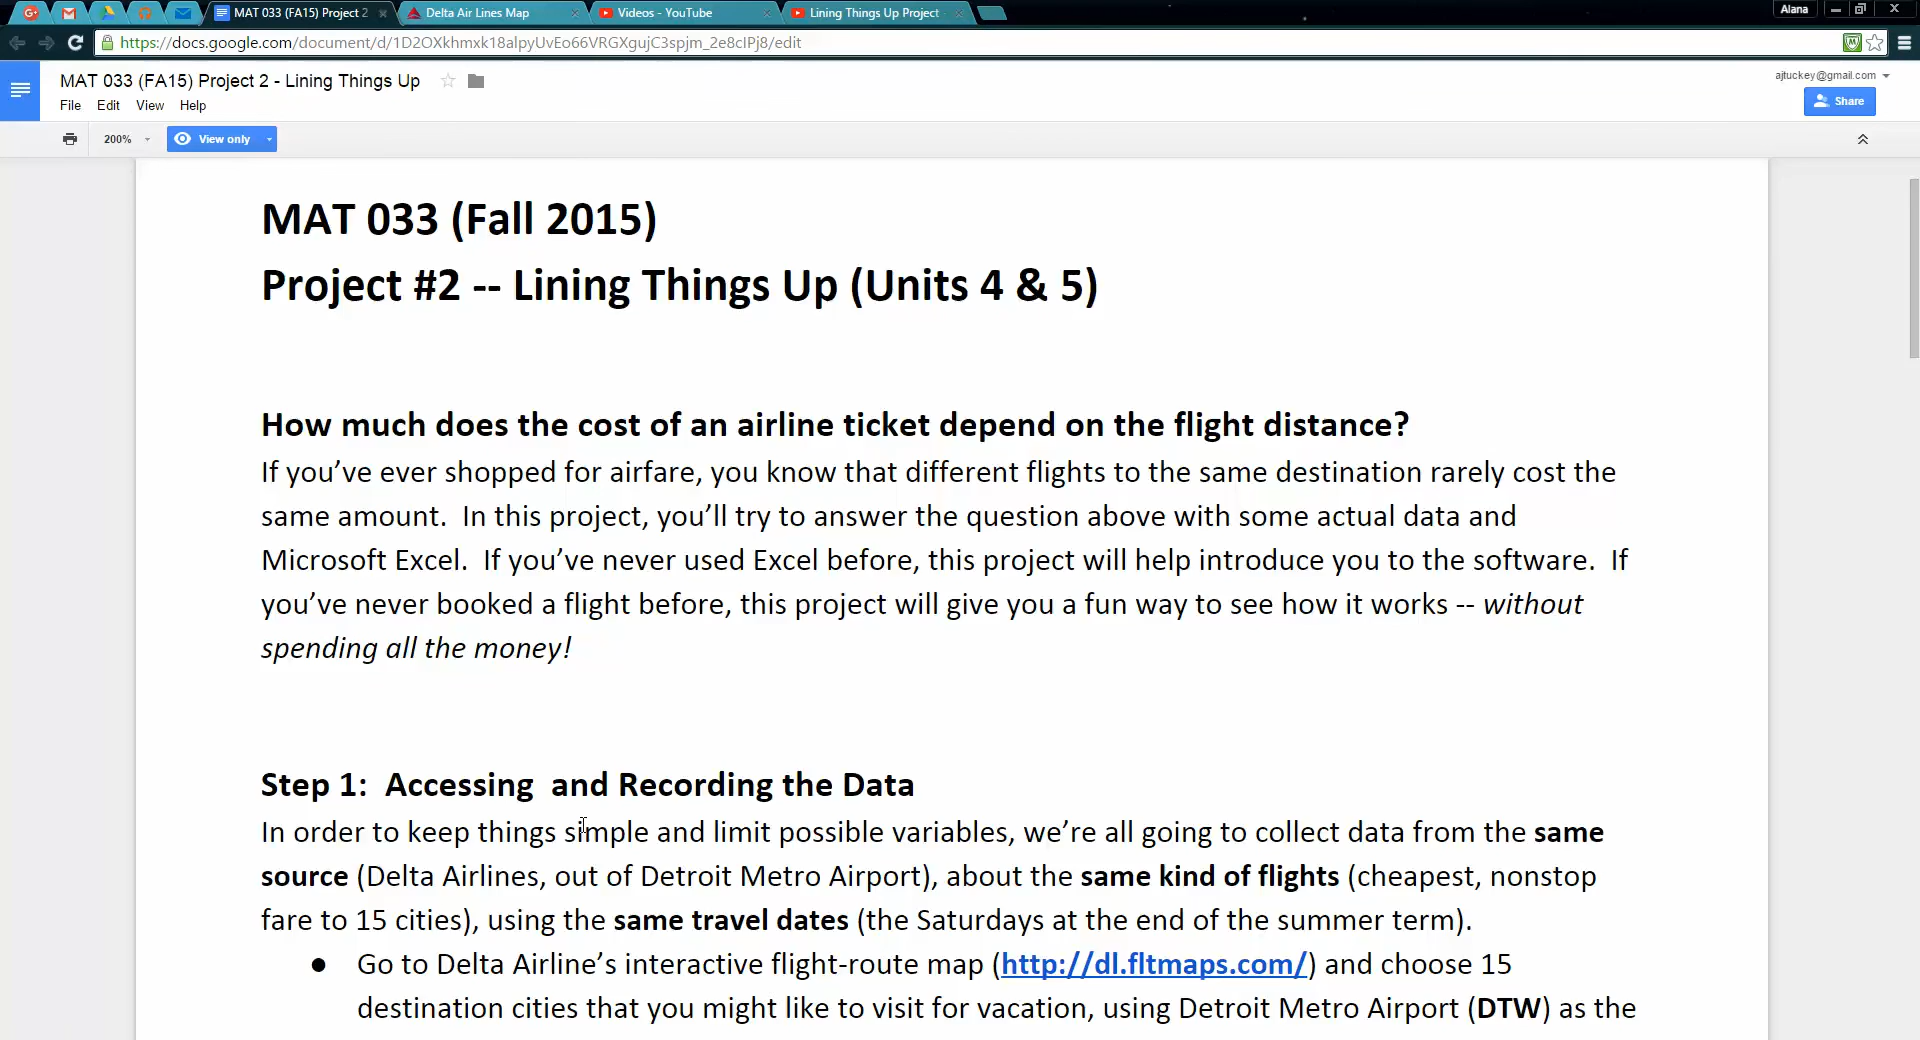 MAT 033 (FA15) Project 2
Delta Air Lines Map
Videos - YouTube
Lining Things Up Project
Alana
https://docs.google.com/document/d/1D2OXkhmxk18alpyUvEo66VRGXgujC3spjm_2e8cIPj8/edit
MAT 033 (FA15) Project 2 - Lining Things Up
ajtuckey@gmail.com
File Edit View Help
Share
200% View only
MAT 033 (Fall 2015)
Project #2 -- Lining Things Up (Units 4 & 5)
How much does the cost of an airline ticket depend on the flight distance?
If you’ve ever shopped for airfare, you know that different flights to the same destination rarely cost the
same amount. In this project, you’ll try to answer the question above with some actual data and
Microsoft Excel. If you’ve never used Excel before, this project will help introduce you to the software. If
you’ve never booked a flight before, this project will give you a fun way to see how it works -- without
spending all the money!
Step 1: Accessing and Recording the Data
In order to keep things simple and limit possible variables, we’re all going to collect data from the same
source (Delta Airlines, out of Detroit Metro Airport), about the same kind of flights (cheapest, nonstop
fare to 15 cities), using the same travel dates (the Saturdays at the end of the summer term).
● Go to Delta Airline’s interactive flight-route map (http://dl.fltmaps.com/) and choose 15
destination cities that you might like to visit for vacation, using Detroit Metro Airport (DTW) as the